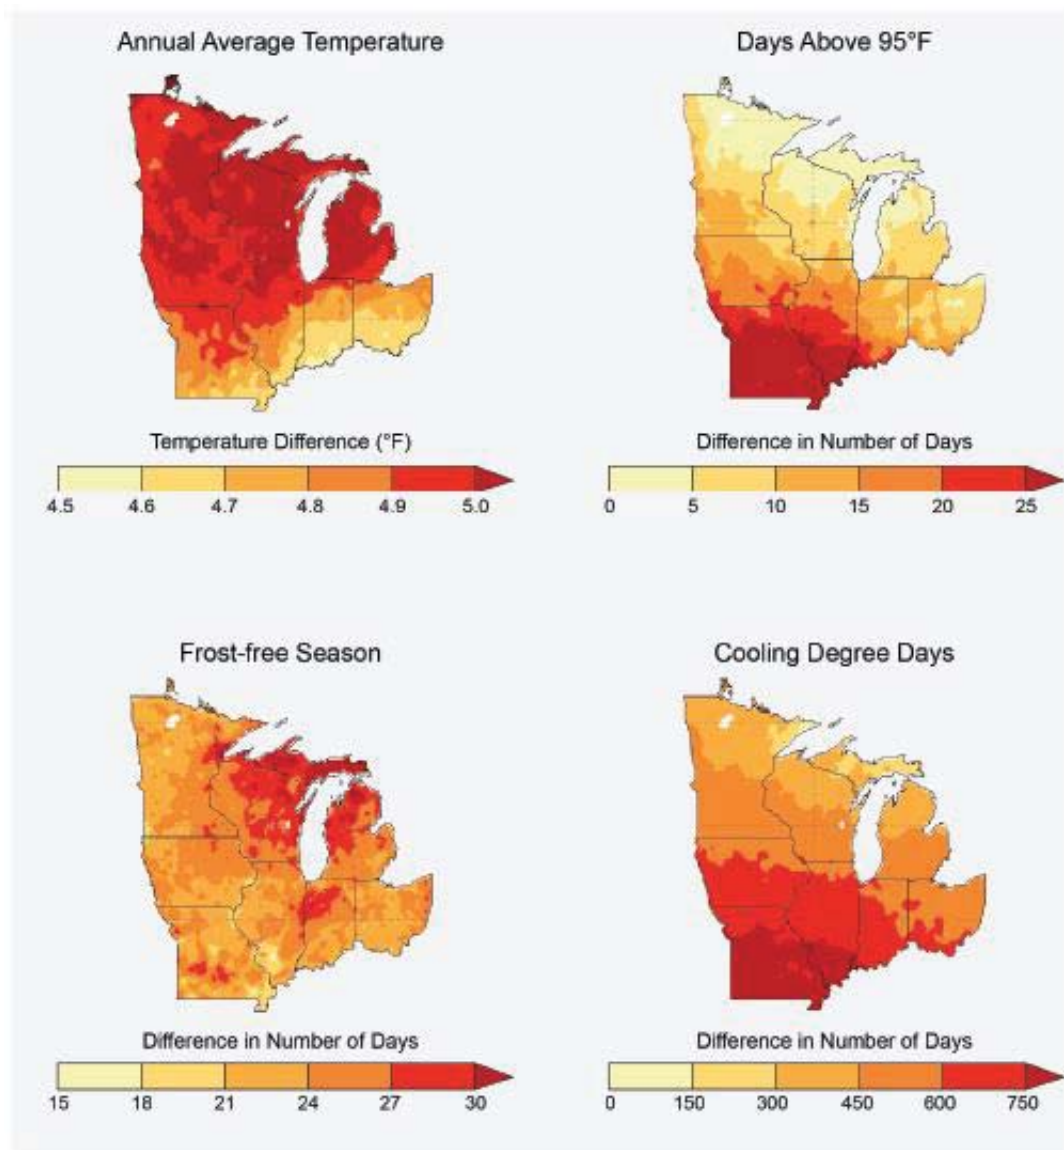 Annual Average Temperature
Days Above 95°F
Temperature Difference (°F)
4.5 4.6 4.7 4.8 4.9 5.0
Difference in Number of Days
0 5 10 15 20 25
Frost-free Season
Cooling Degree Days
Difference in Number of Days
15 18 21 24 27 30
Difference in Number of Days
0 150 300 450 600 750